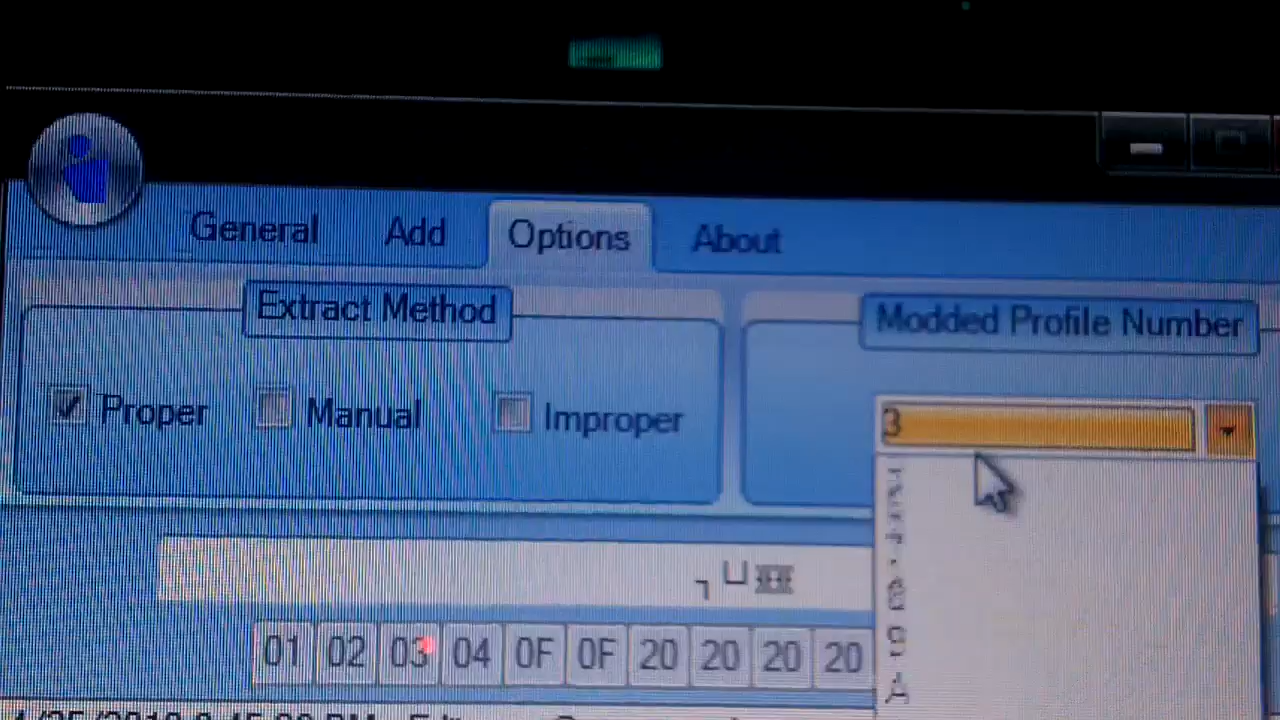 General Add Options About
Extract Method Modded Profile Number
Proper Manual Improper 3
01 02 03 04 0F 0F 20 20 20 20